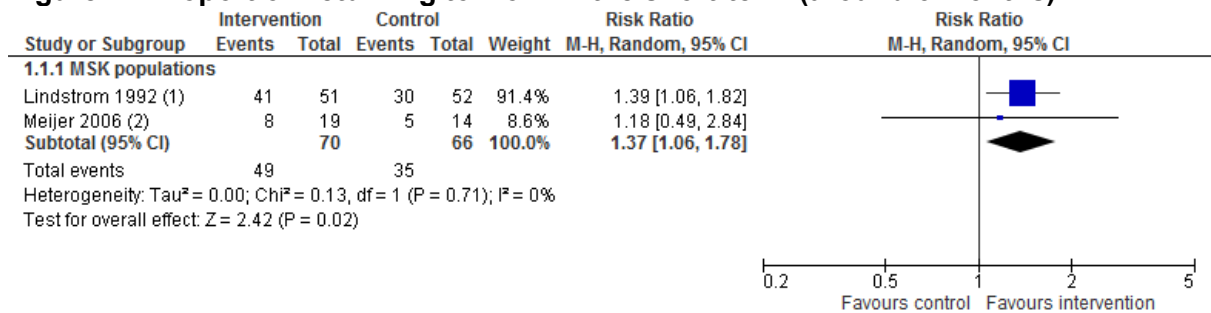 Intervention Control Risk Ratio Risk Ratio
Study or Subgroup Events Total Events Total Weight M-H, Random, 95% CI M-H, Random, 95% CI
1.1.1 MSK populations
Lindstrom 1992 (1) 41 51 30 52 91.4% 1.39 [1.06, 1.82]
Meijer 2006 (2) 8 19 5 14 8.6% 1.18 [0.49, 2.84]
Subtotal (95% CI) 70 66 100.0% 1.37 [1.06, 1.78]
Total events 49 35
Heterogeneity: Tau² = 0.00; Chi² = 0.13, df = 1 (P = 0.71); I² = 0%
Test for overall effect: Z = 2.42 (P = 0.02)
0.2 0.5 1 2 5
Favours control Favours intervention